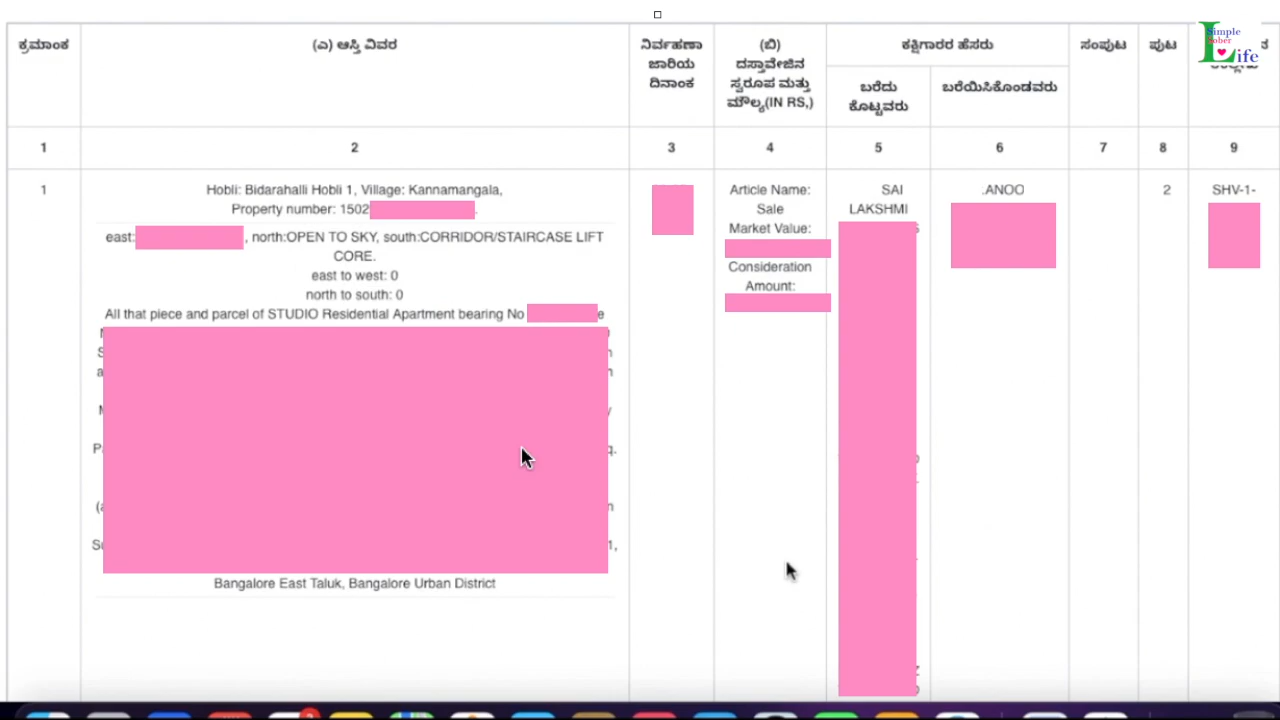 Simple
Sober
Life
ಕ್ರಮಾಂಕ
(ಎ) ಆಸ್ತಿ ವಿವರ
ನಿರ್ವಹಣಾ
ಜಾರಿಯ
ದಿನಾಂಕ
(ಬಿ)
ದಸ್ತಾವೇಜಿನ
ಸ್ವರೂಪ ಮತ್ತು
ಮೌಲ್ಯ(IN RS,)
ಕಕ್ಷಿಗಾರರ ಹೆಸರು
ಬರೆದು
ಕೊಟ್ಟವರು
ಬರೆಯಿಸಿಕೊಂಡವರು
ಸಂಪುಟ
ಪುಟ
1 2 3 4 5 6 7 8 9
1
Hobli: Bidarahalli Hobli 1, Village: Kannamangala,
Property number: 1502
east: , north:OPEN TO SKY, south:CORRIDOR/STAIRCASE LIFT
CORE.
east to west: 0
north to south: 0
All that piece and parcel of STUDIO Residential Apartment bearing No
Bangalore East Taluk, Bangalore Urban District
Article Name:
Sale
Market Value:
Consideration
Amount:
SAI
LAKSHMI
.ANOO
2
SHV-1-